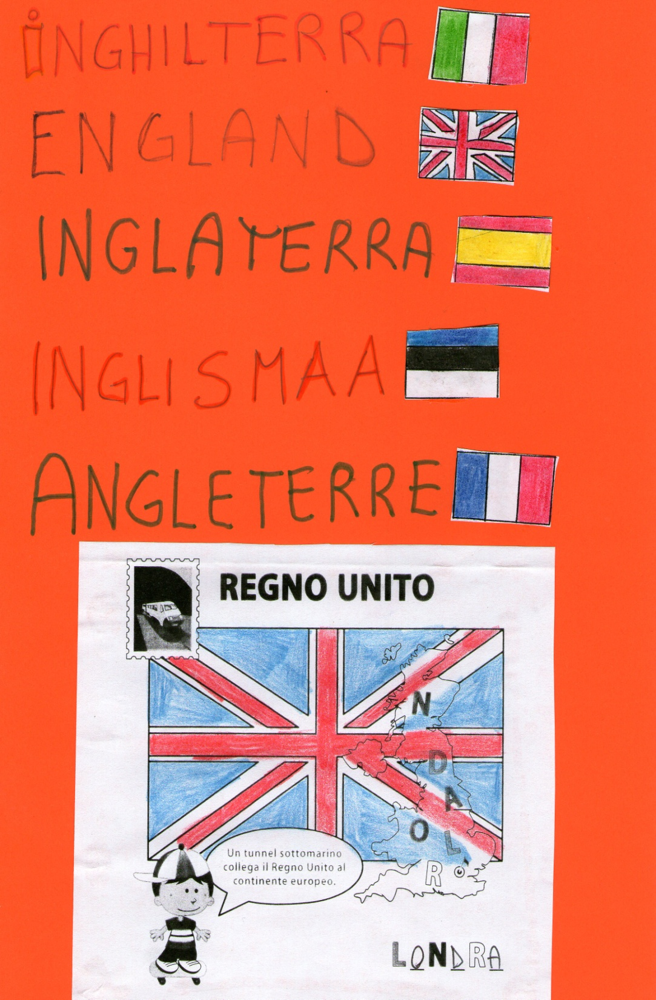 iNGHILTERRA
ENGLAND
INGLATERRA
INGLISMAA
ANGLETERRE
REGNO UNITO
N
D
A
O
L
R
Un tunnel sottomarino
collega il Regno Unito al
continente europeo.
LONDRA